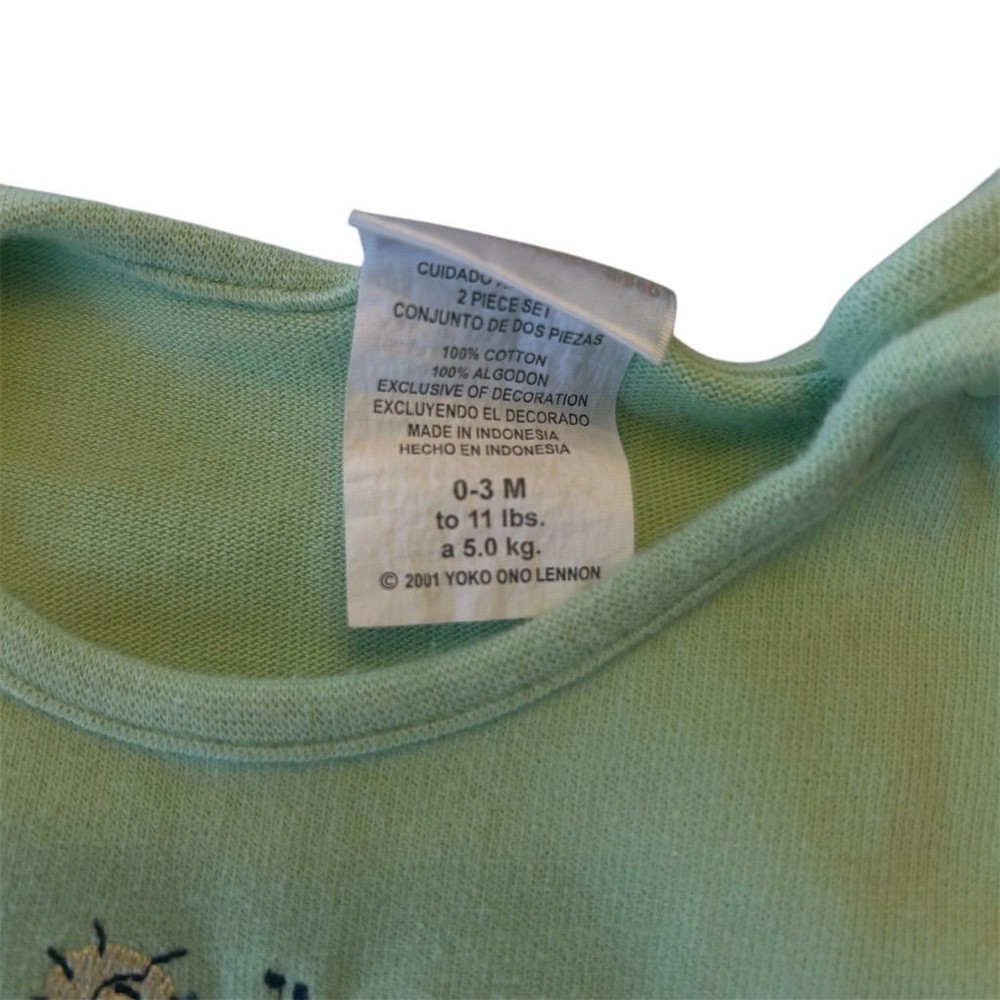 CUIDADO
2 PIECE SET
CONJUNTO DE DOS PIEZAS
100% COTTON
100% ALGODON
EXCLUSIVE OF DECORATION
EXCLUYENDO EL DECORADO
MADE IN INDONESIA
HECHO EN INDONESIA
0-3 M
to 11 lbs.
a 5.0 kg.
© 2001 YOKO ONO LENNON